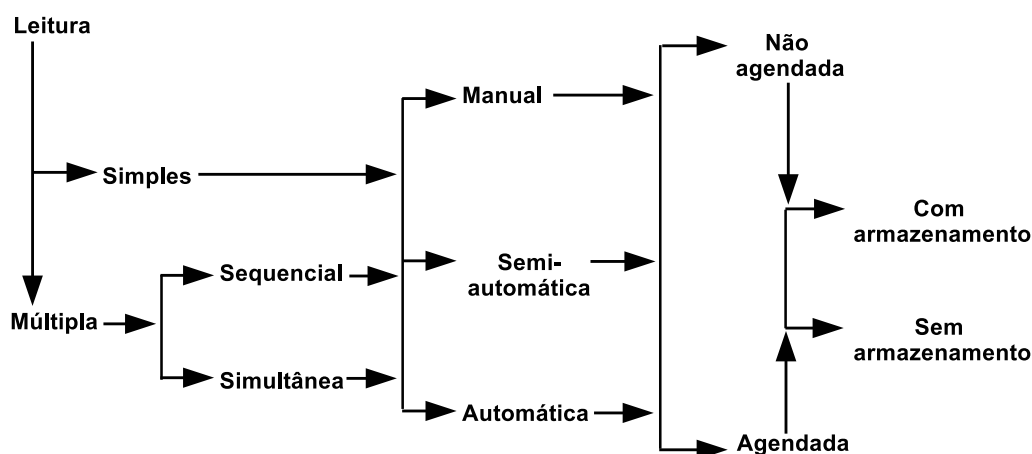 Leitura
Não
agendada
Manual
Simples
Com
armazenamento
Sequencial
Semi-
automática
Múltipla
Sem
armazenamento
Simultânea
Automática
Agendada